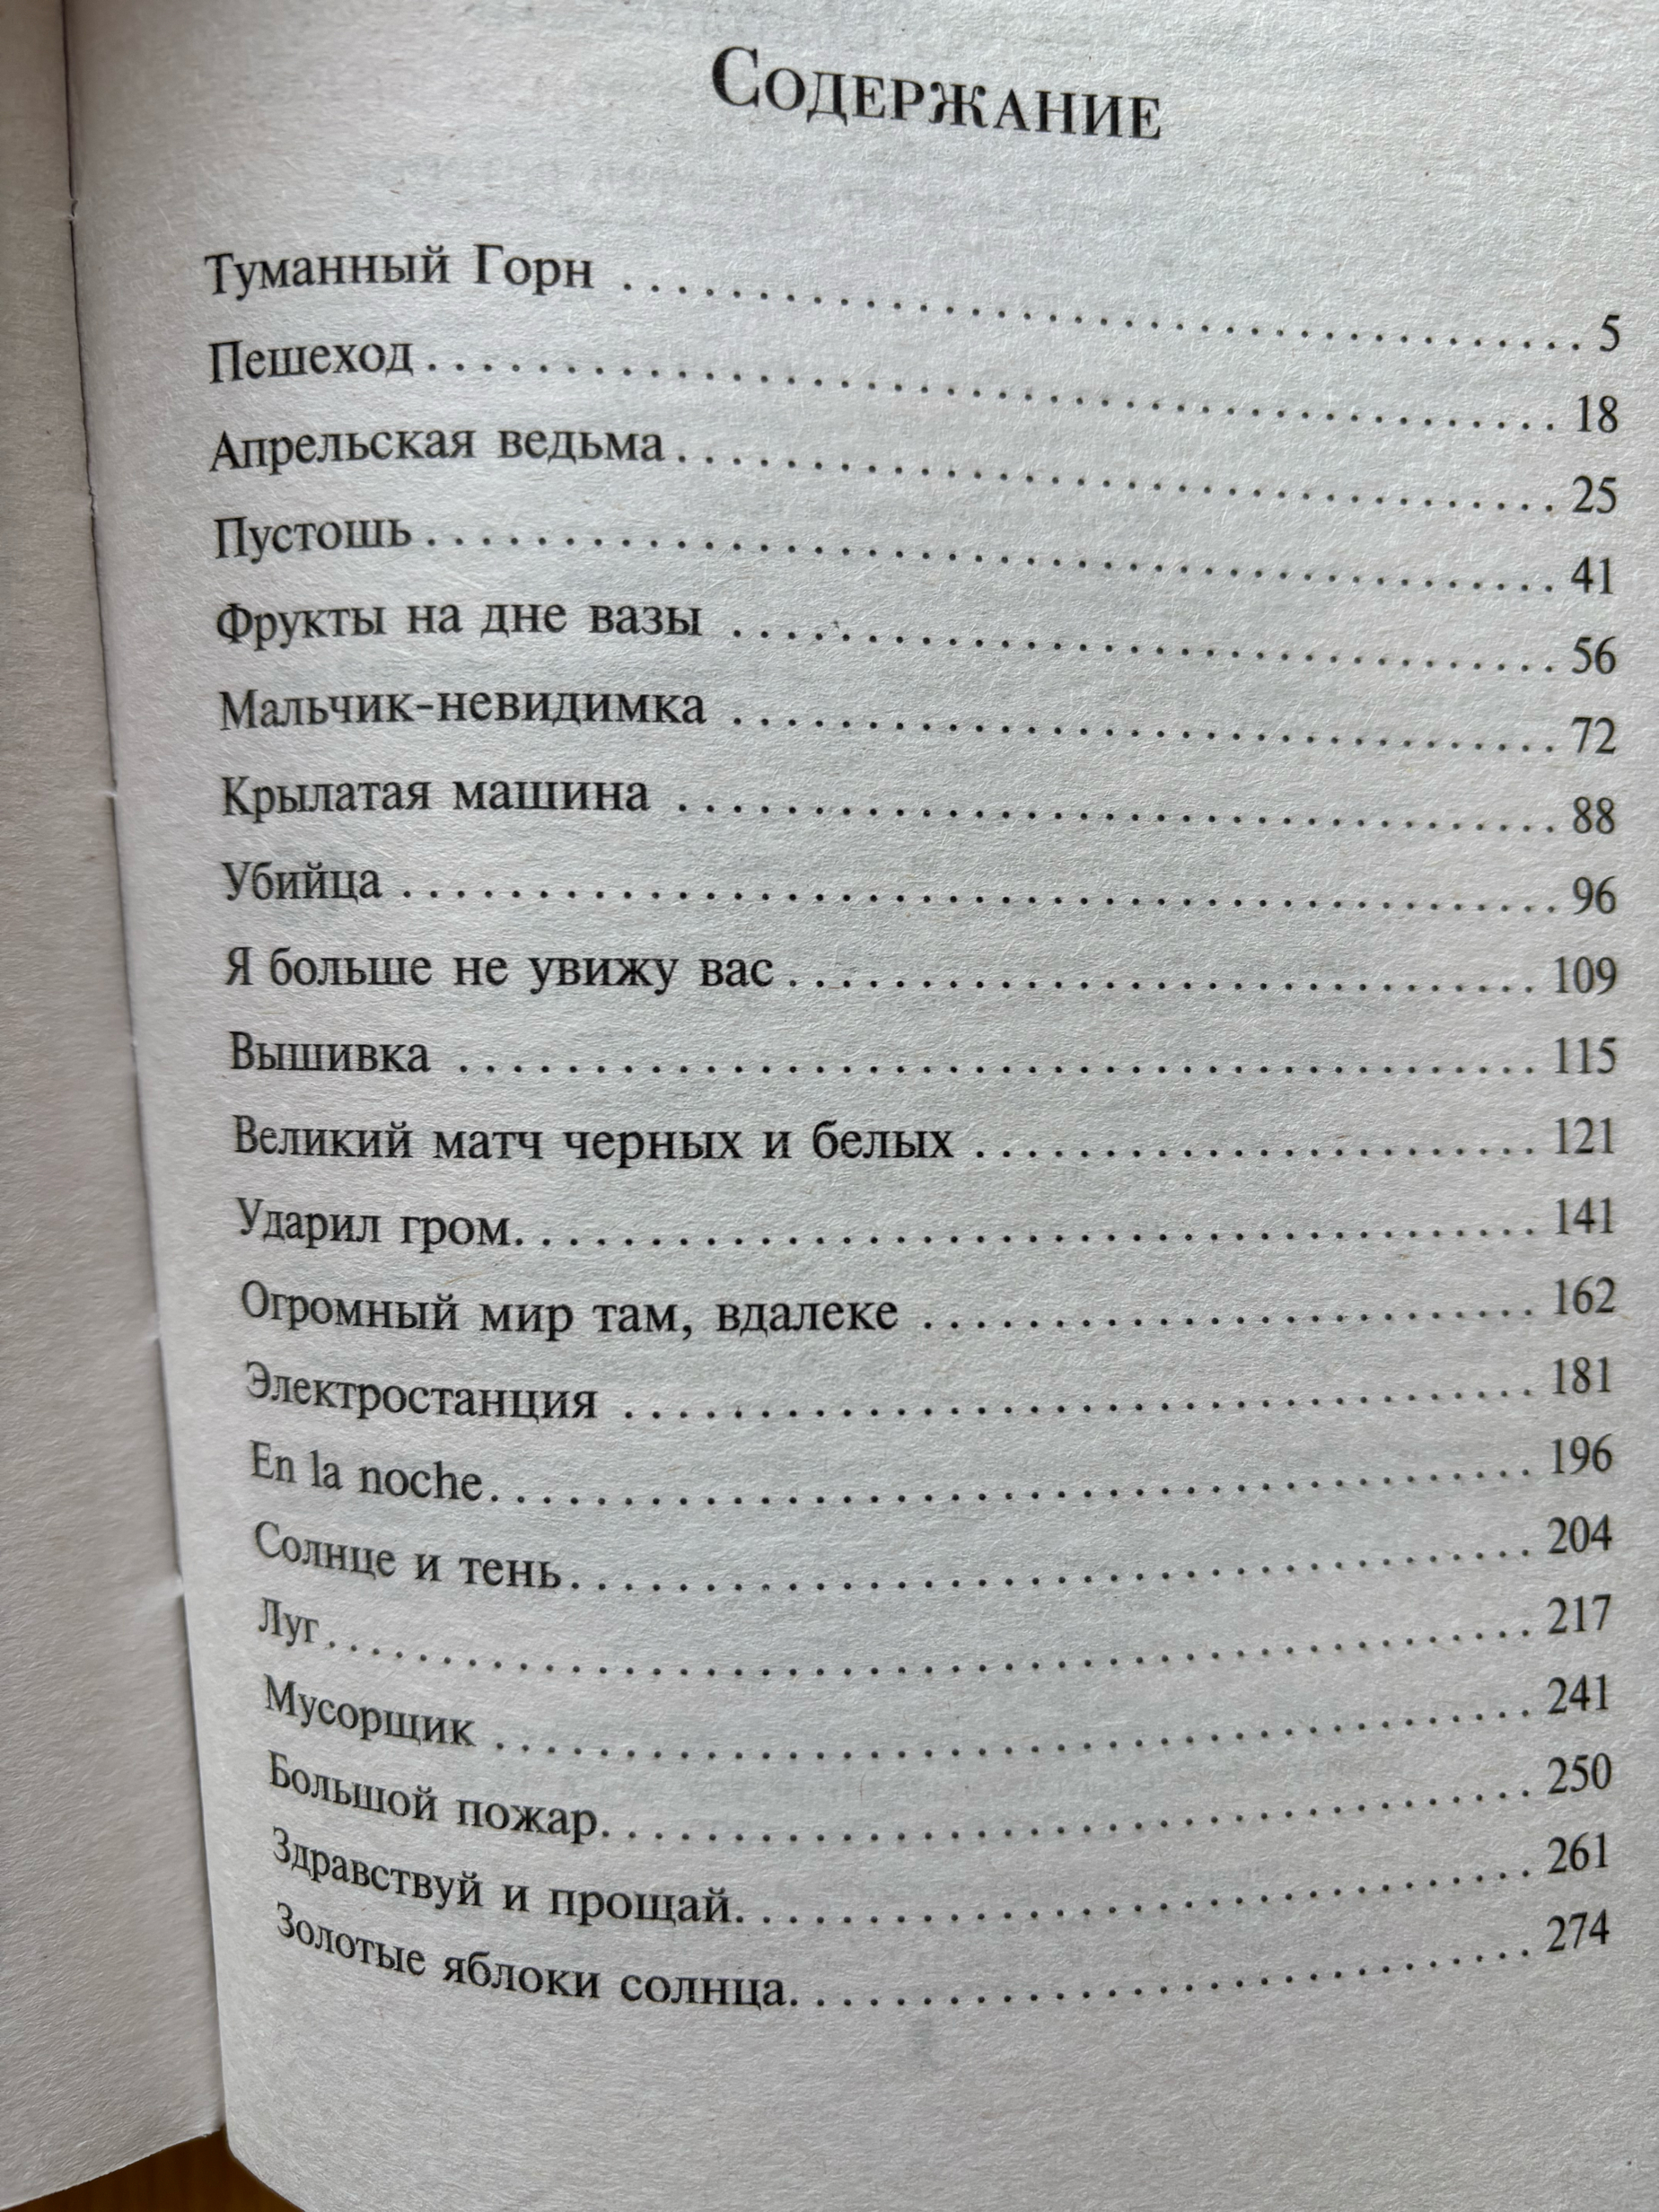 Содержание
Туманный Горн . . . . . . . . . . . . . . . . . . . . . . . . . . . . . . . . . . . . 5
Пешеход . . . . . . . . . . . . . . . . . . . . . . . . . . . . . . . . . . . . . . . . . . 18
Апрельская ведьма . . . . . . . . . . . . . . . . . . . . . . . . . . . . . . . . . 25
Пустошь . . . . . . . . . . . . . . . . . . . . . . . . . . . . . . . . . . . . . . . . . . 41
Фрукты на дне вазы . . . . . . . . . . . . . . . . . . . . . . . . . . . . . . . 56
Мальчик-невидимка . . . . . . . . . . . . . . . . . . . . . . . . . . . . . . . 72
Крылатая машина . . . . . . . . . . . . . . . . . . . . . . . . . . . . . . . . . 88
Убийца . . . . . . . . . . . . . . . . . . . . . . . . . . . . . . . . . . . . . . . . . . . 96
Я больше не увижу вас . . . . . . . . . . . . . . . . . . . . . . . . . . . . 109
Вышивка . . . . . . . . . . . . . . . . . . . . . . . . . . . . . . . . . . . . . . . . 115
Великий матч черных и белых . . . . . . . . . . . . . . . . . . . . . 121
Ударил гром. . . . . . . . . . . . . . . . . . . . . . . . . . . . . . . . . . . . . . 141
Огромный мир там, вдалеке . . . . . . . . . . . . . . . . . . . . . . . 162
Электростанция . . . . . . . . . . . . . . . . . . . . . . . . . . . . . . . . . . 181
En la noche. . . . . . . . . . . . . . . . . . . . . . . . . . . . . . . . . . . . . . . 196
Солнце и тень. . . . . . . . . . . . . . . . . . . . . . . . . . . . . . . . . . . . 204
Луг . . . . . . . . . . . . . . . . . . . . . . . . . . . . . . . . . . . . . . . . . . . . . 217
Мусорщик . . . . . . . . . . . . . . . . . . . . . . . . . . . . . . . . . . . . . . . 241
Большой пожар. . . . . . . . . . . . . . . . . . . . . . . . . . . . . . . . . . . 250
Здравствуй и прощай. . . . . . . . . . . . . . . . . . . . . . . . . . . . . . 261
Золотые яблоки солнца. . . . . . . . . . . . . . . . . . . . . . . . . . . . 274